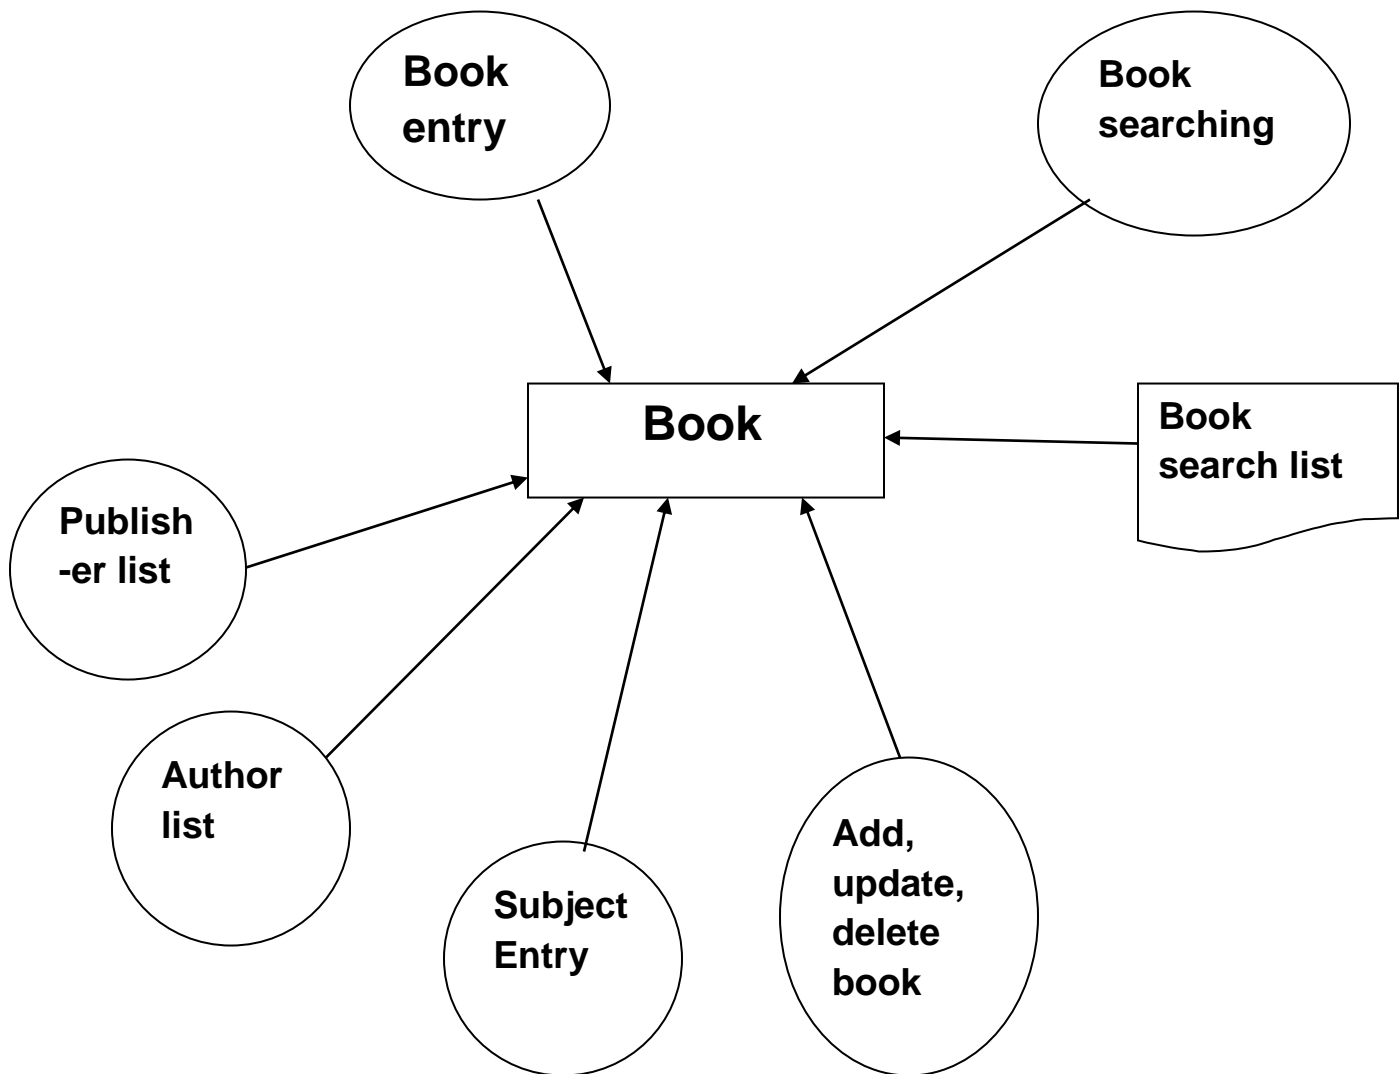 Book
entry
Book
searching
Book
Book
search list
Publish
-er list
Author
list
Subject
Entry
Add,
update,
delete
book